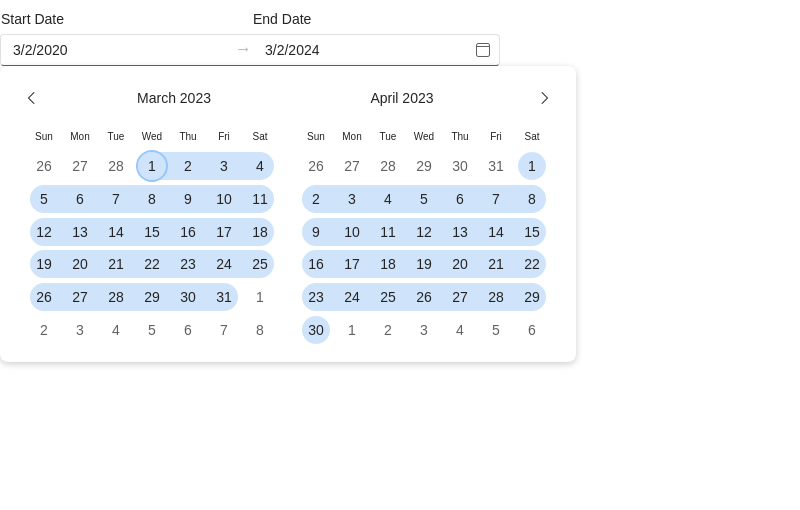 Start Date End Date
3/2/2020 → 3/2/2024
March 2023 April 2023
Sun Mon Tue Wed Thu Fri Sat Sun Mon Tue Wed Thu Fri Sat
26 27 28 1 2 3 4 26 27 28 29 30 31 1
5 6 7 8 9 10 11 2 3 4 5 6 7 8
12 13 14 15 16 17 18 9 10 11 12 13 14 15
19 20 21 22 23 24 25 16 17 18 19 20 21 22
26 27 28 29 30 31 1 23 24 25 26 27 28 29
2 3 4 5 6 7 8 30 1 2 3 4 5 6